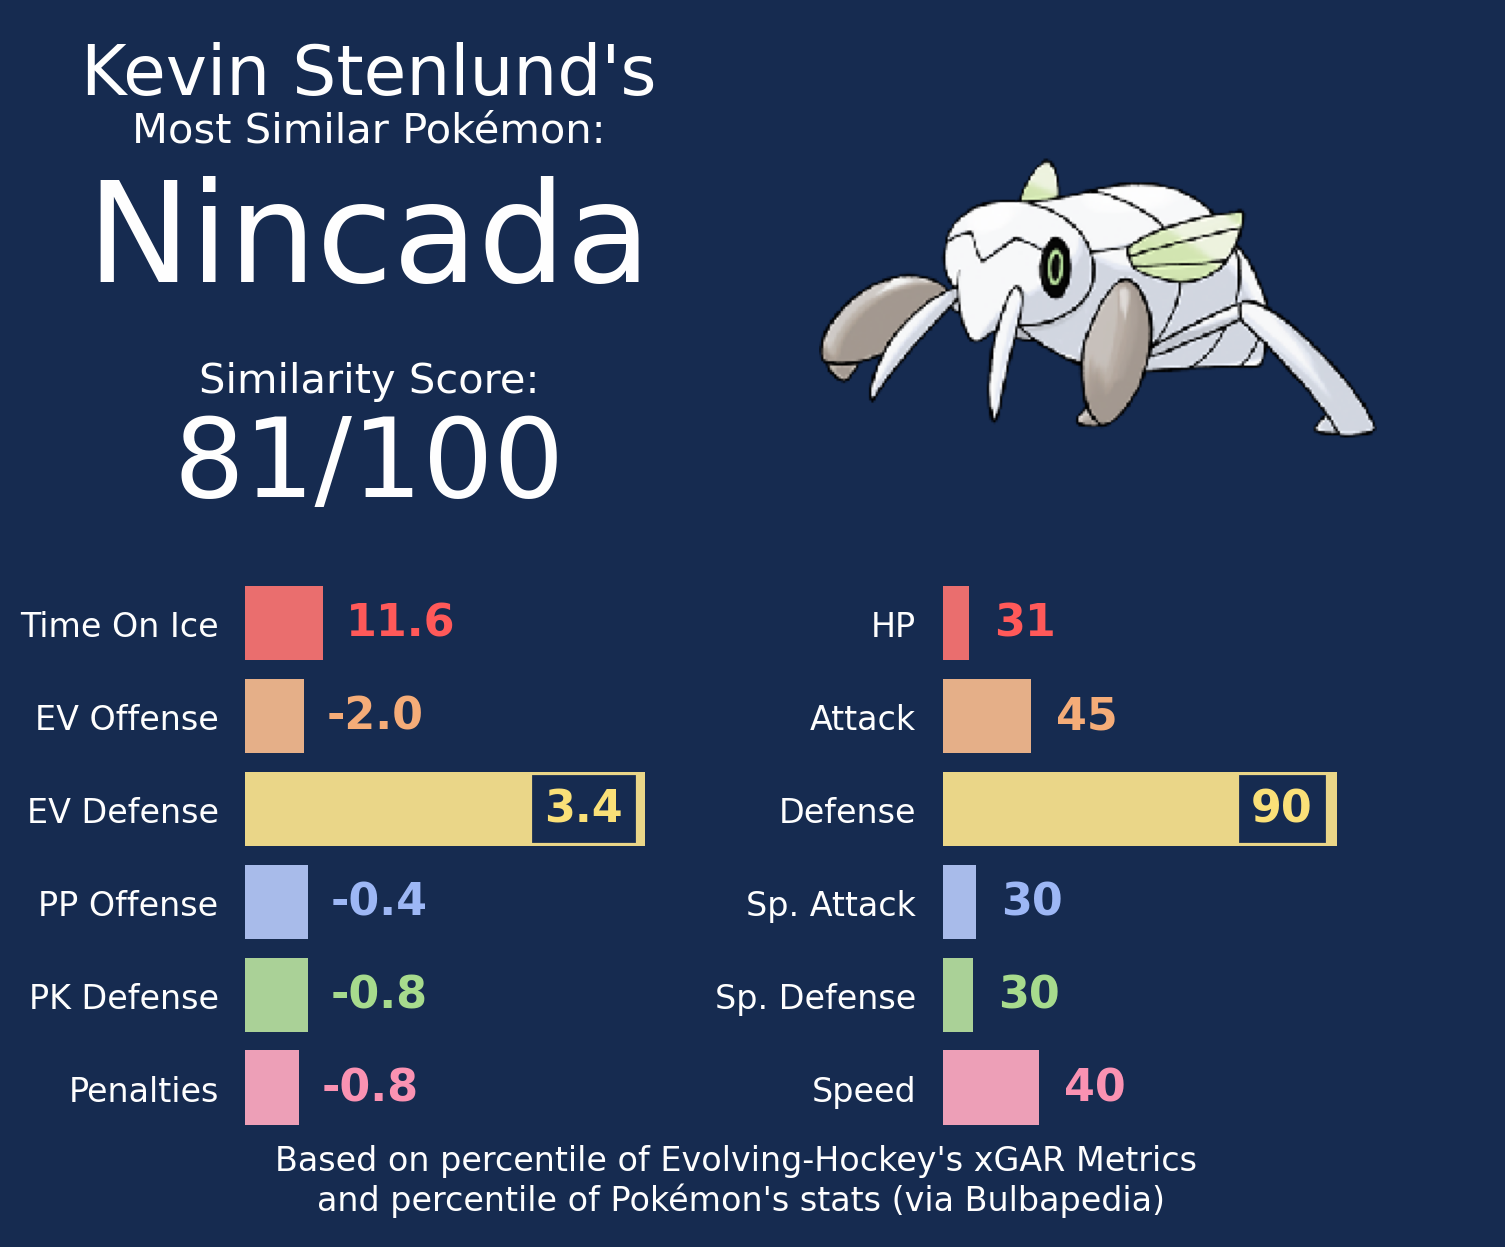 Kevin Stenlund's
Most Similar Pokémon:
Nincada
Similarity Score:
81/100
Time On Ice 11.6
EV Offense -2.0
EV Defense 3.4
PP Offense -0.4
PK Defense -0.8
Penalties -0.8
HP 31
Attack 45
Defense 90
Sp. Attack 30
Sp. Defense 30
Speed 40
Based on percentile of Evolving-Hockey's xGAR Metrics
and percentile of Pokémon's stats (via Bulbapedia)